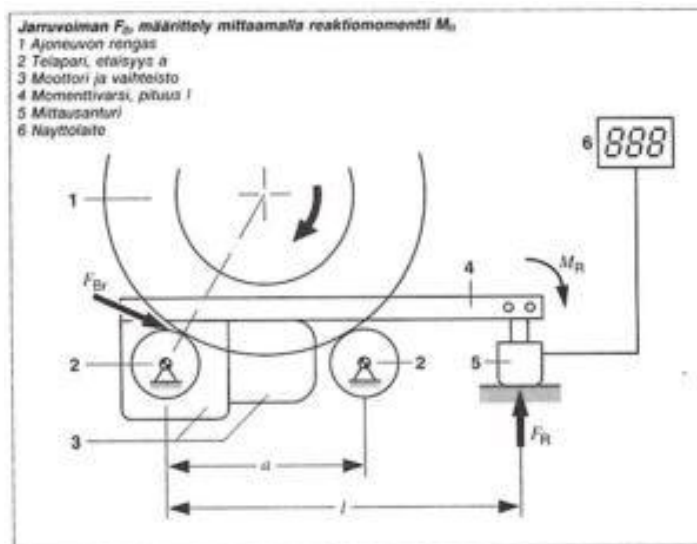 Jarruvoiman F_Br määrittely mittaamalla reaktiomomentti M_R
1 Ajoneuvon rengas
2 Telapari, etäisyys a
3 Moottori ja vaihteisto
4 Momenttivarsi, pituus l
5 Mittausanturi
6 Nayttolaite
6 888
1
4
M_R
F_Br
2
2
5
3
F_R
a
l